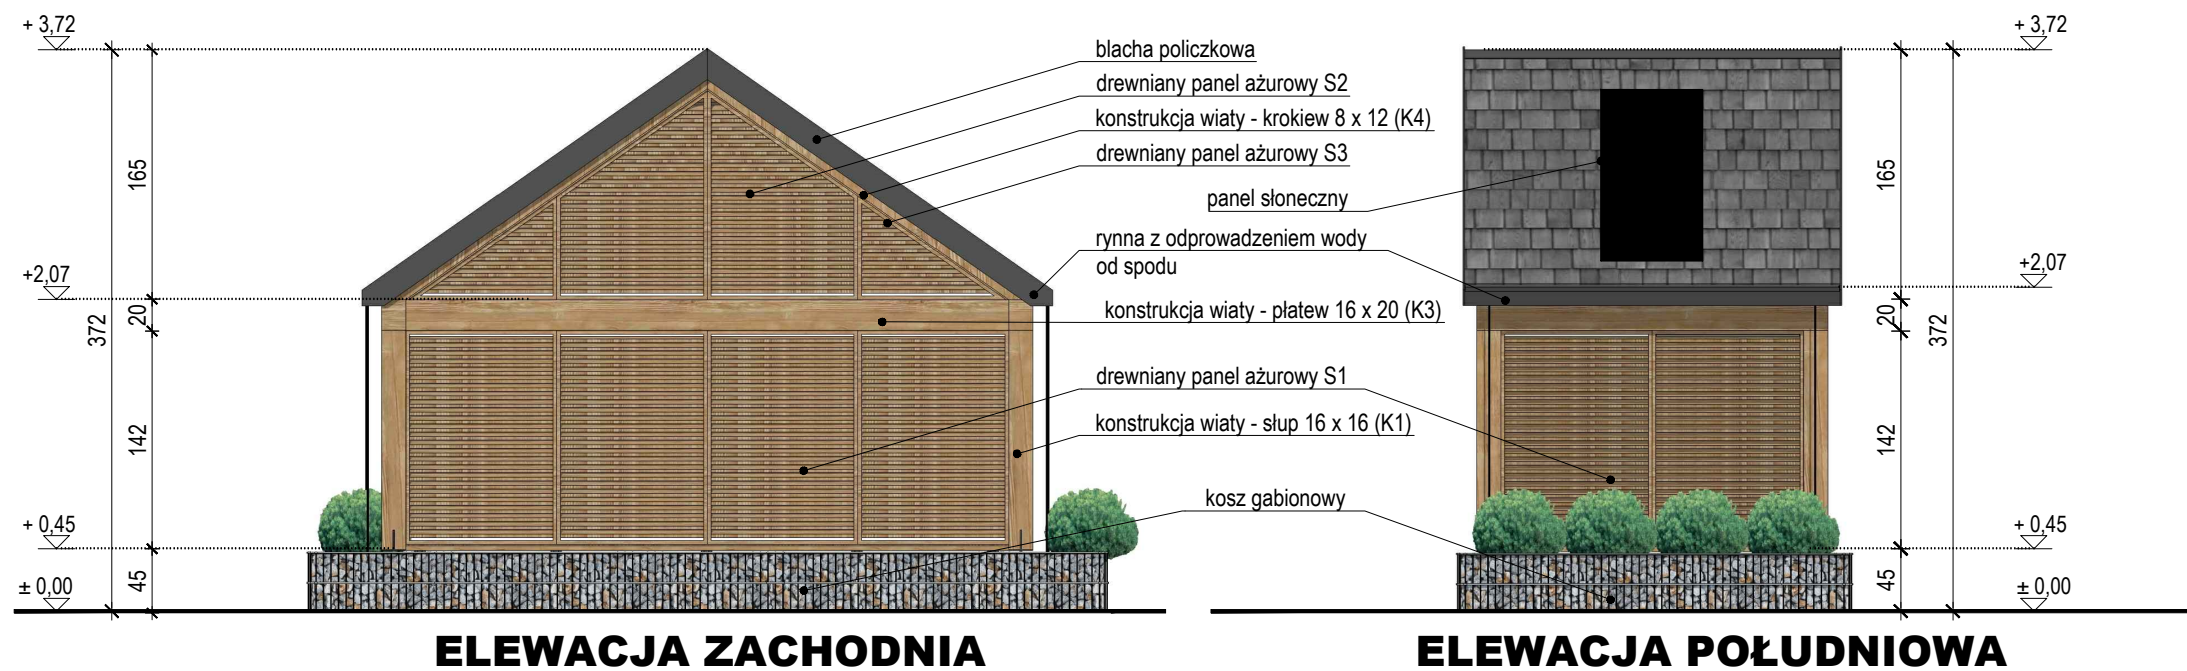 + 3,72
+2,07
+ 0,45
± 0,00
372
165
20
142
45
blacha policzkowa
drewniany panel ażurowy S2
konstrukcja wiaty - krokiew 8 x 12 (K4)
drewniany panel ażurowy S3
panel słoneczny
rynna z odprowadzeniem wody
od spodu
konstrukcja wiaty - płatew 16 x 20 (K3)
drewniany panel ażurowy S1
konstrukcja wiaty - słup 16 x 16 (K1)
kosz gabionowy
+ 3,72
+2,07
+ 0,45
± 0,00
165
20
142
45
372
ELEWACJA ZACHODNIA
ELEWACJA POŁUDNIOWA